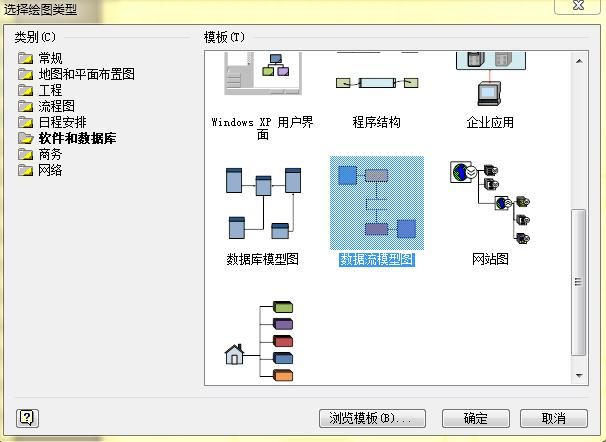 选择绘图类型
类别(C)
常规
地图和平面布置图
工程
流程图
日程安排
软件和数据库
商务
网络
模板(T)
Windows XP 用户界
面
程序结构
企业应用
数据库模型图
数据流模型图
网站图
浏览模板(B)...
确定
取消